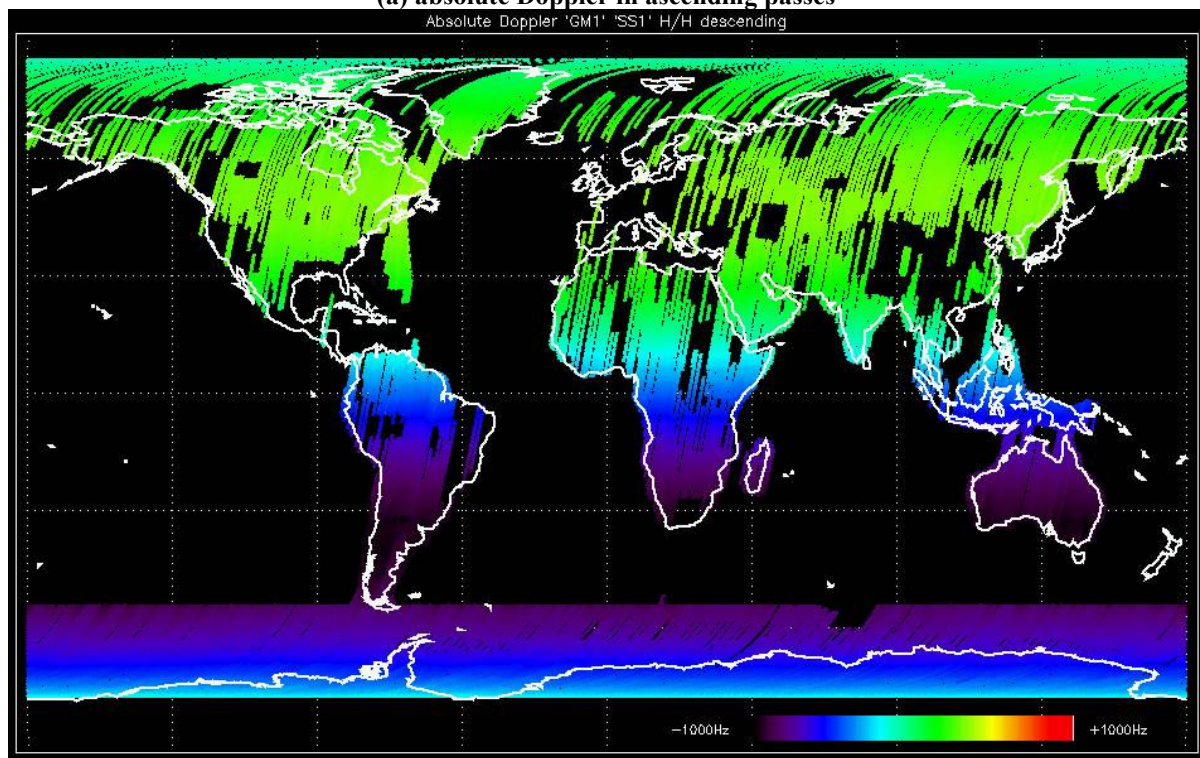 (a) absolute Doppler in ascending passes
Absolute Doppler 'GM1' 'SS1' H/H descending
-1000Hz
+1000Hz